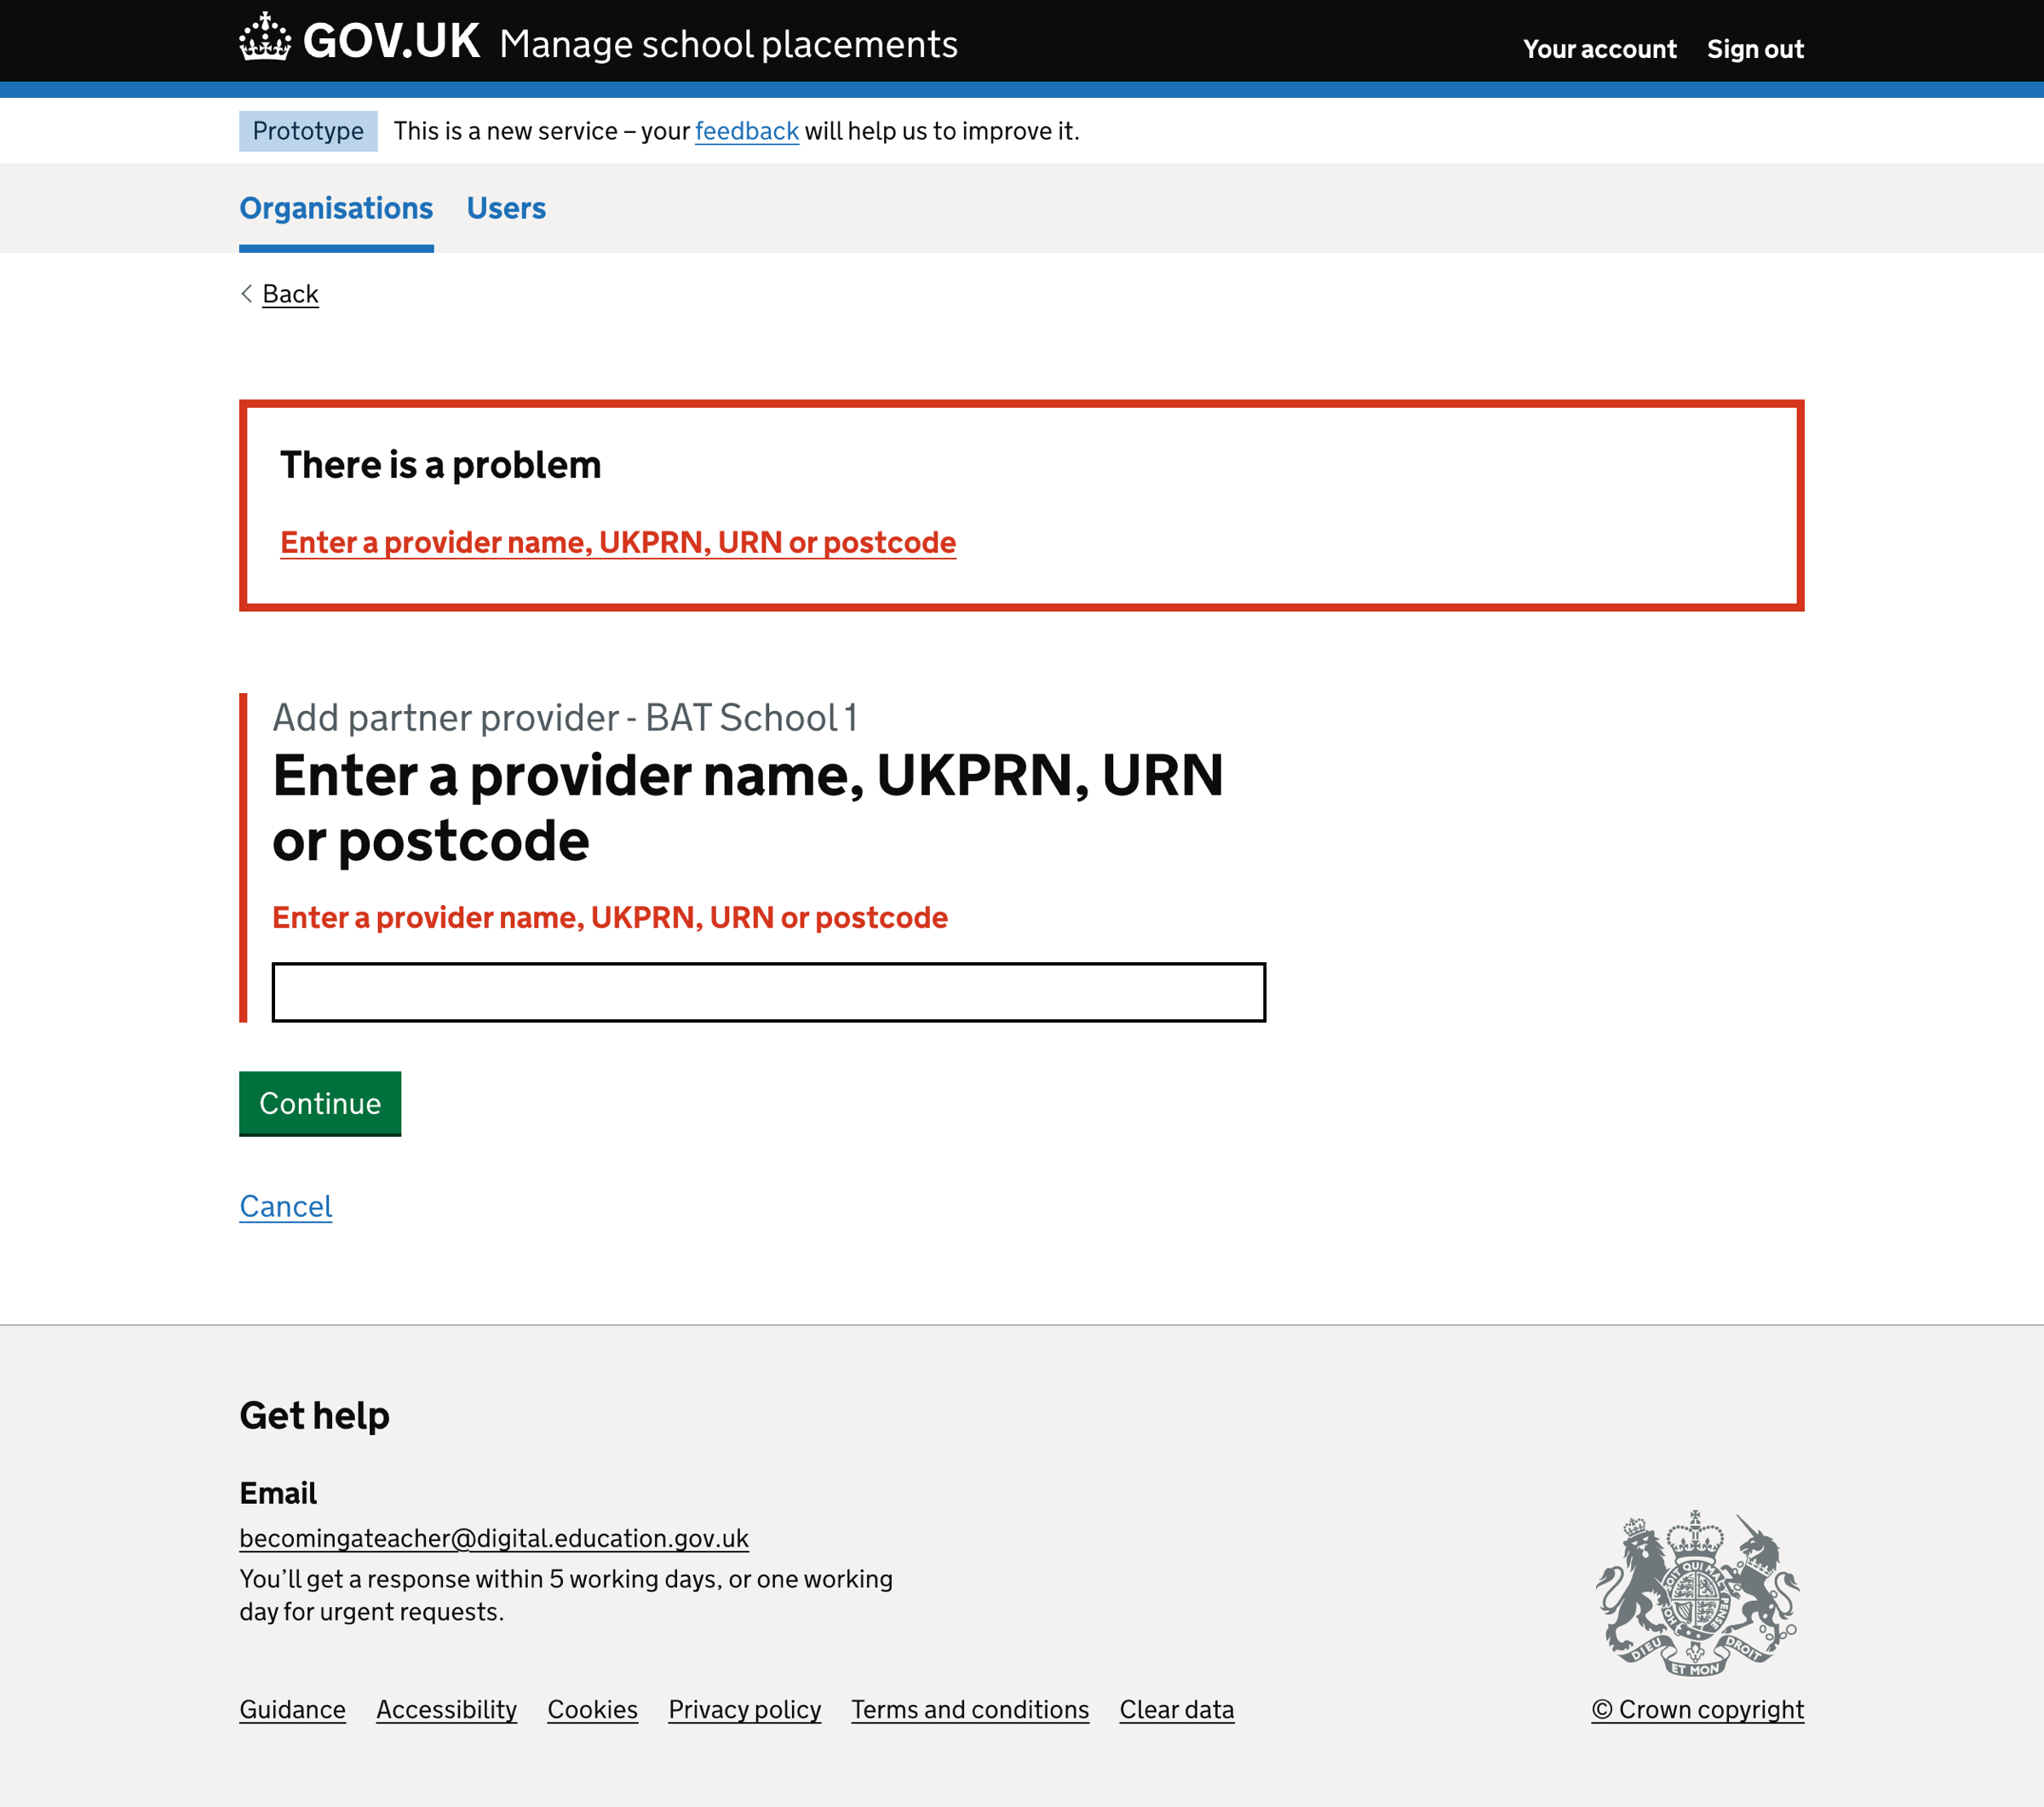 GOV.UK Manage school placements
Your account Sign out
Prototype This is a new service – your feedback will help us to improve it.
Organisations Users
Back
There is a problem
Enter a provider name, UKPRN, URN or postcode
Add partner provider - BAT School 1
Enter a provider name, UKPRN, URN
or postcode
Enter a provider name, UKPRN, URN or postcode
Continue
Cancel
Get help
Email
becomingateacher@digital.education.gov.uk
You’ll get a response within 5 working days, or one working
day for urgent requests.
DIEU ET MON DROIT
Guidance Accessibility Cookies Privacy policy Terms and conditions Clear data
© Crown copyright